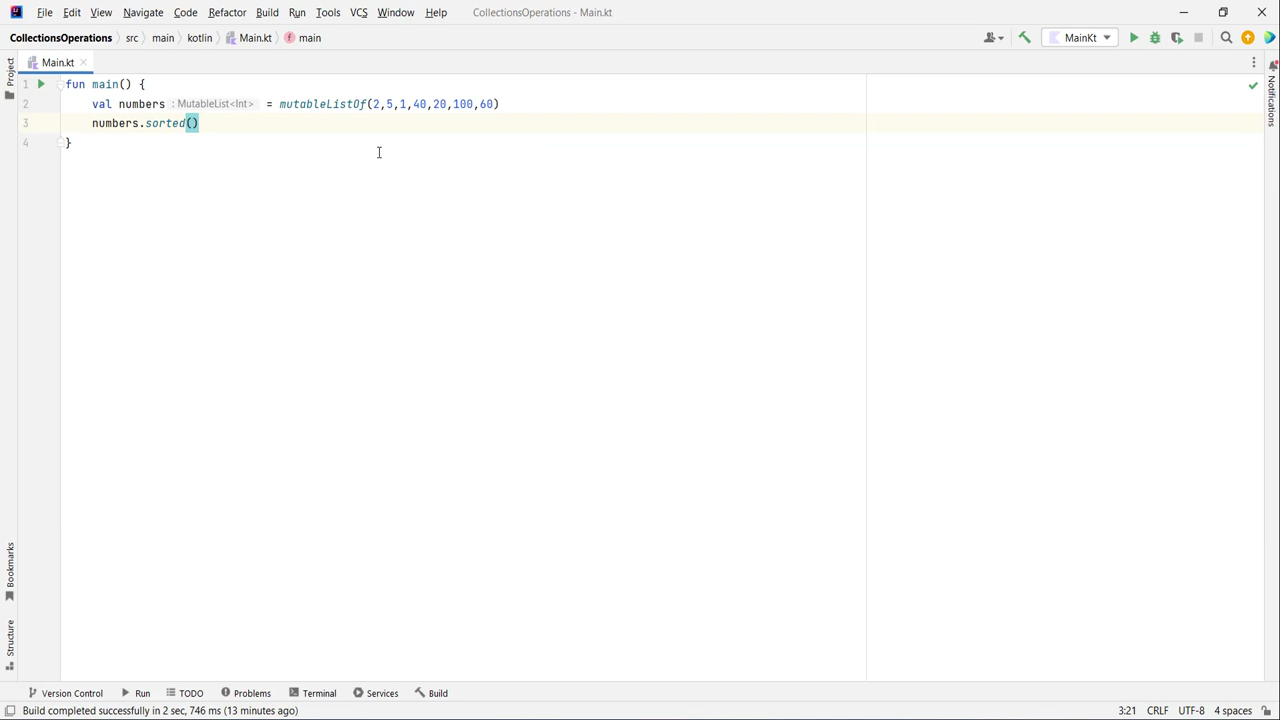 File Edit View Navigate Code Refactor Build Run Tools VCS Window Help CollectionsOperations - Main.kt
CollectionsOperations src main kotlin Main.kt main MainKt
Project
Main.kt
Notifications
1 fun main() {
2 val numbers : MutableList<Int> = mutableListOf(2,5,1,40,20,100,60)
3 numbers.sorted()
4 }
Bookmarks
Structure
Version Control Run TODO Problems Terminal Services Build
Build completed successfully in 2 sec, 746 ms (13 minutes ago) 3:21 CRLF UTF-8 4 spaces